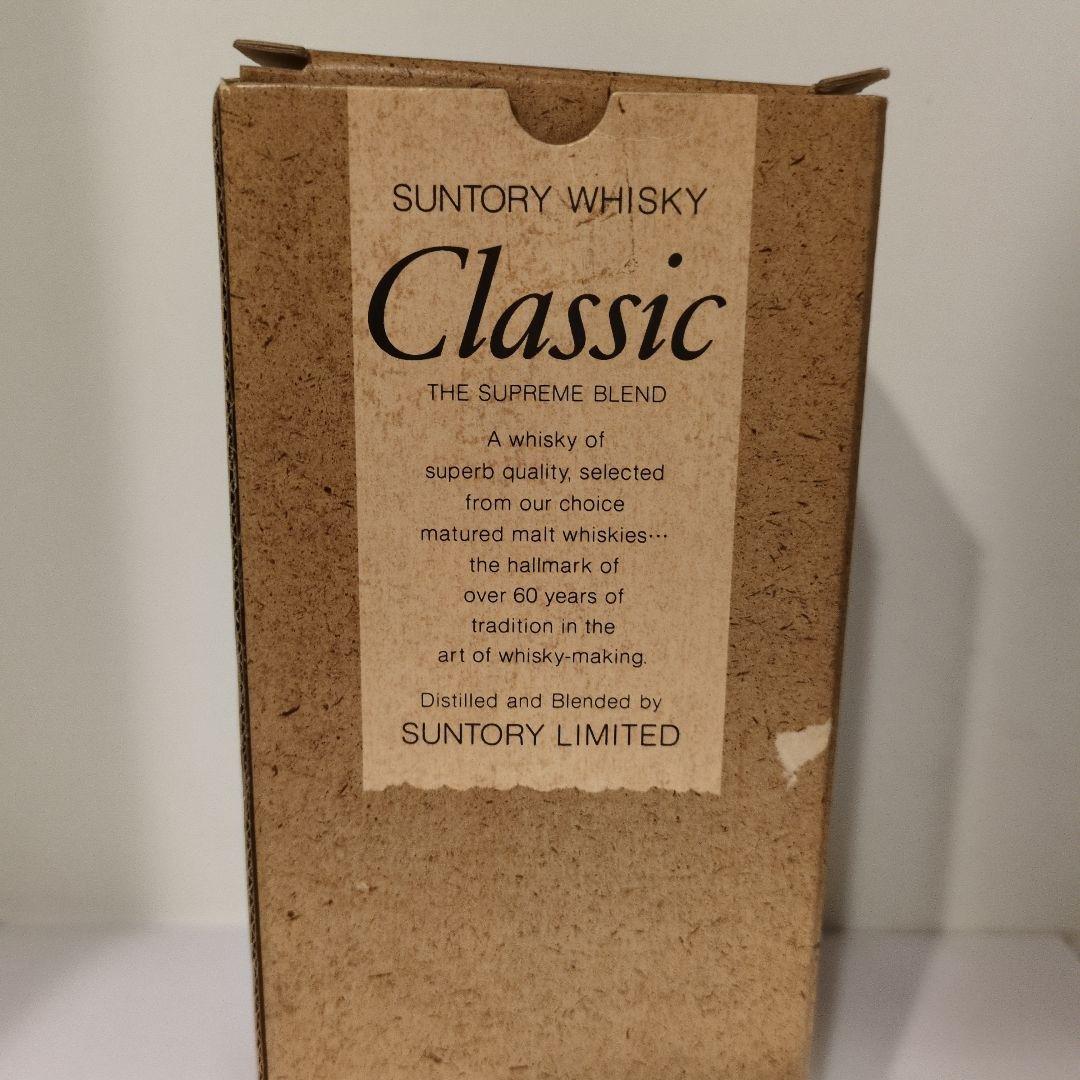 SUNTORY WHISKY
Classic
THE SUPREME BLEND
A whisky of
superb quality, selected
from our choice
matured malt whiskies…
the hallmark of
over 60 years of
tradition in the
art of whisky-making.
Distilled and Blended by
SUNTORY LIMITED